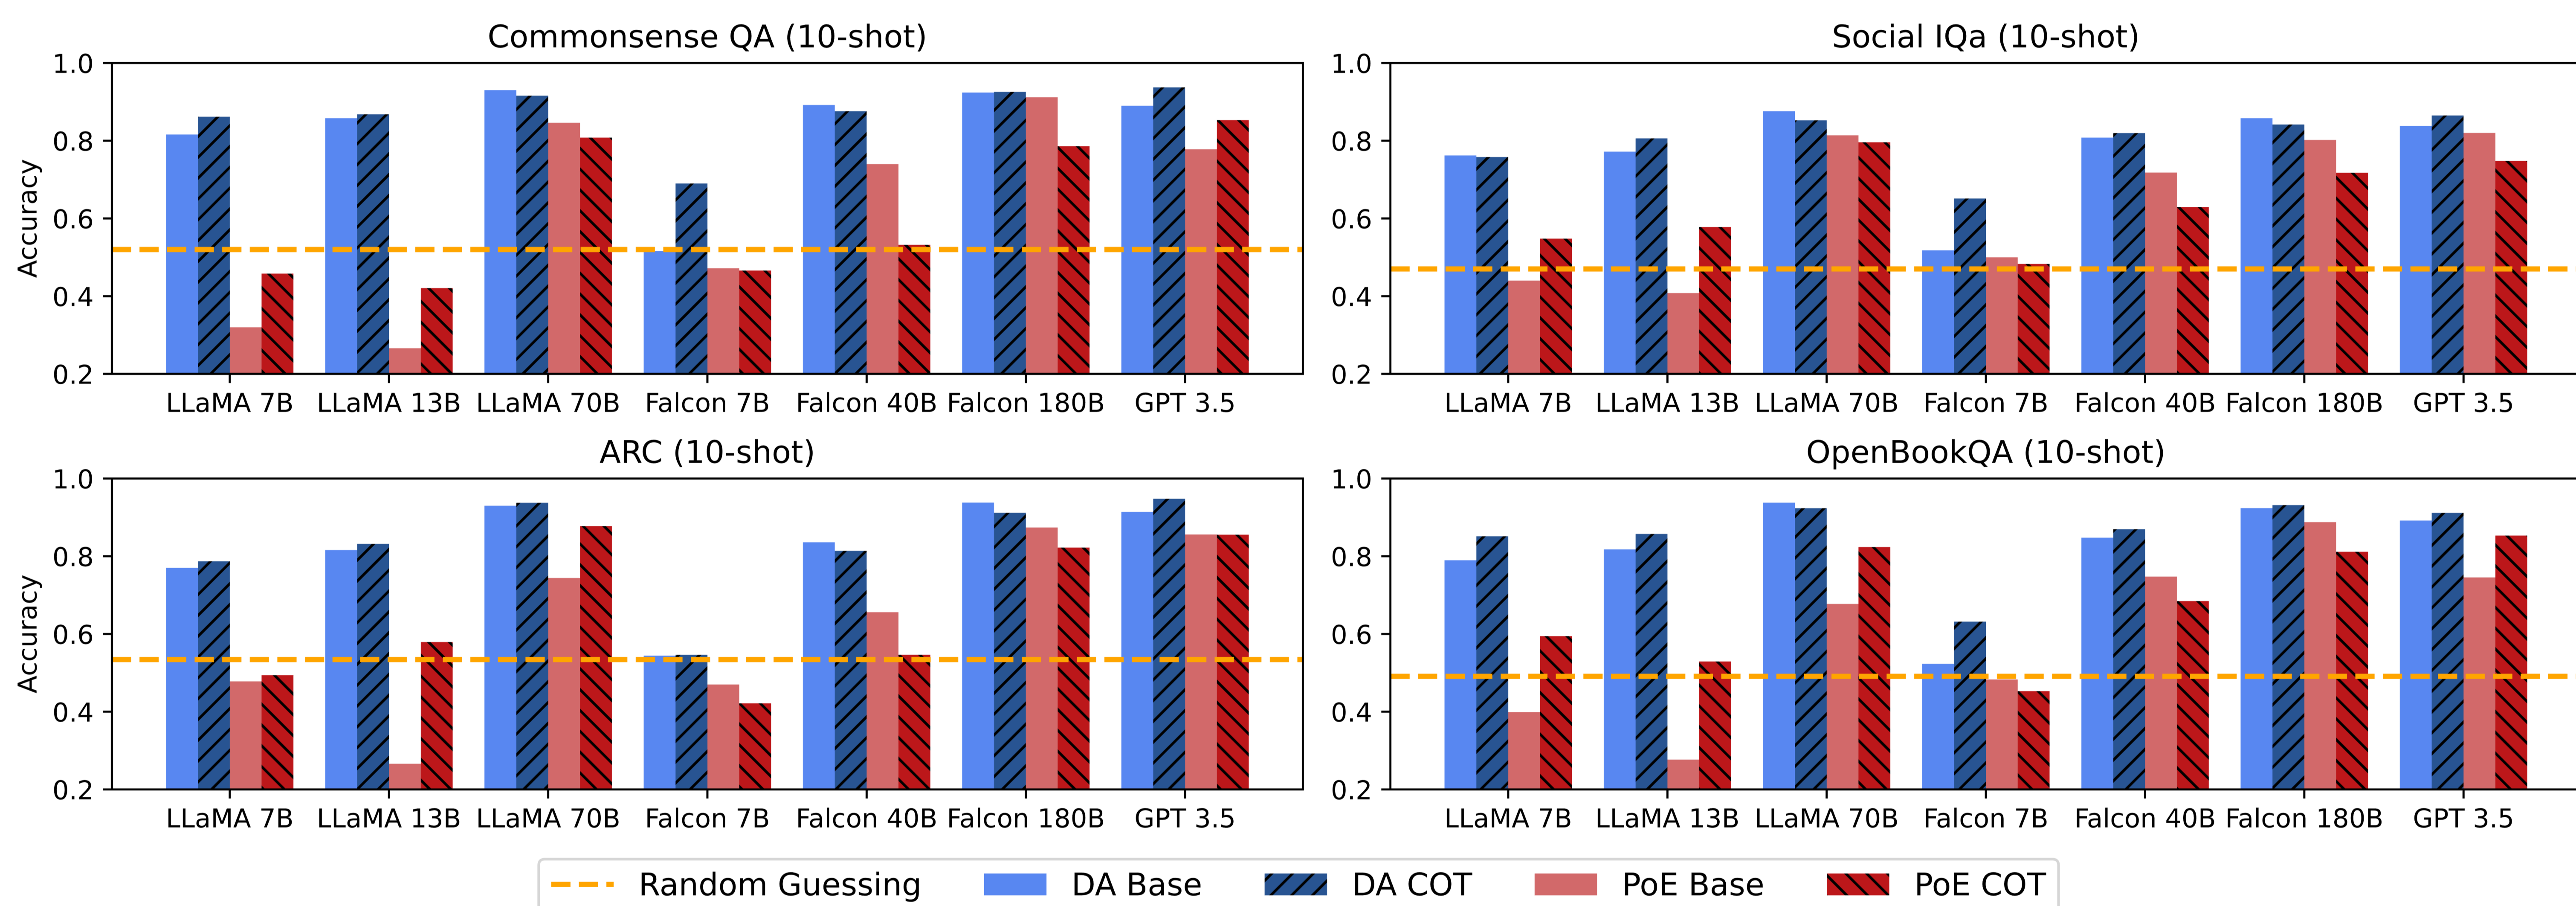 Commonsense QA (10-shot)
Accuracy
1.0
0.8
0.6
0.4
0.2
LLaMA 7B LLaMA 13B LLaMA 70B Falcon 7B Falcon 40B Falcon 180B GPT 3.5
Social IQa (10-shot)
1.0
0.8
0.6
0.4
0.2
LLaMA 7B LLaMA 13B LLaMA 70B Falcon 7B Falcon 40B Falcon 180B GPT 3.5
ARC (10-shot)
Accuracy
1.0
0.8
0.6
0.4
0.2
LLaMA 7B LLaMA 13B LLaMA 70B Falcon 7B Falcon 40B Falcon 180B GPT 3.5
OpenBookQA (10-shot)
1.0
0.8
0.6
0.4
0.2
LLaMA 7B LLaMA 13B LLaMA 70B Falcon 7B Falcon 40B Falcon 180B GPT 3.5
Random Guessing DA Base DA COT PoE Base PoE COT